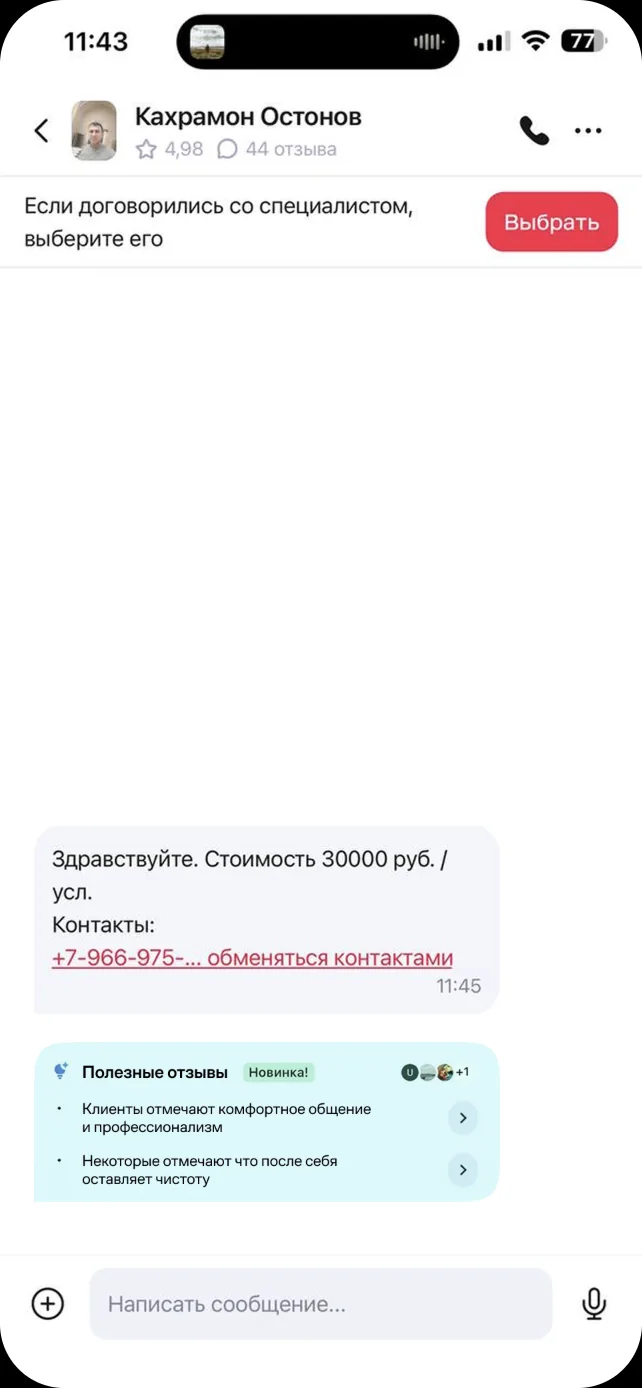 11:43
77
Кахрамон Остонов
4,98 44 отзыва
Если договорились со специалистом,
выберите его
Выбрать
Здравствуйте. Стоимость 30000 руб. /
усл.
Контакты:
+7-966-975-... обменяться контактами
11:45
Полезные отзывы Новинка! U +1
• Клиенты отмечают комфортное общение
и профессионализм
• Некоторые отмечают что после себя
оставляет чистоту
Написать сообщение...